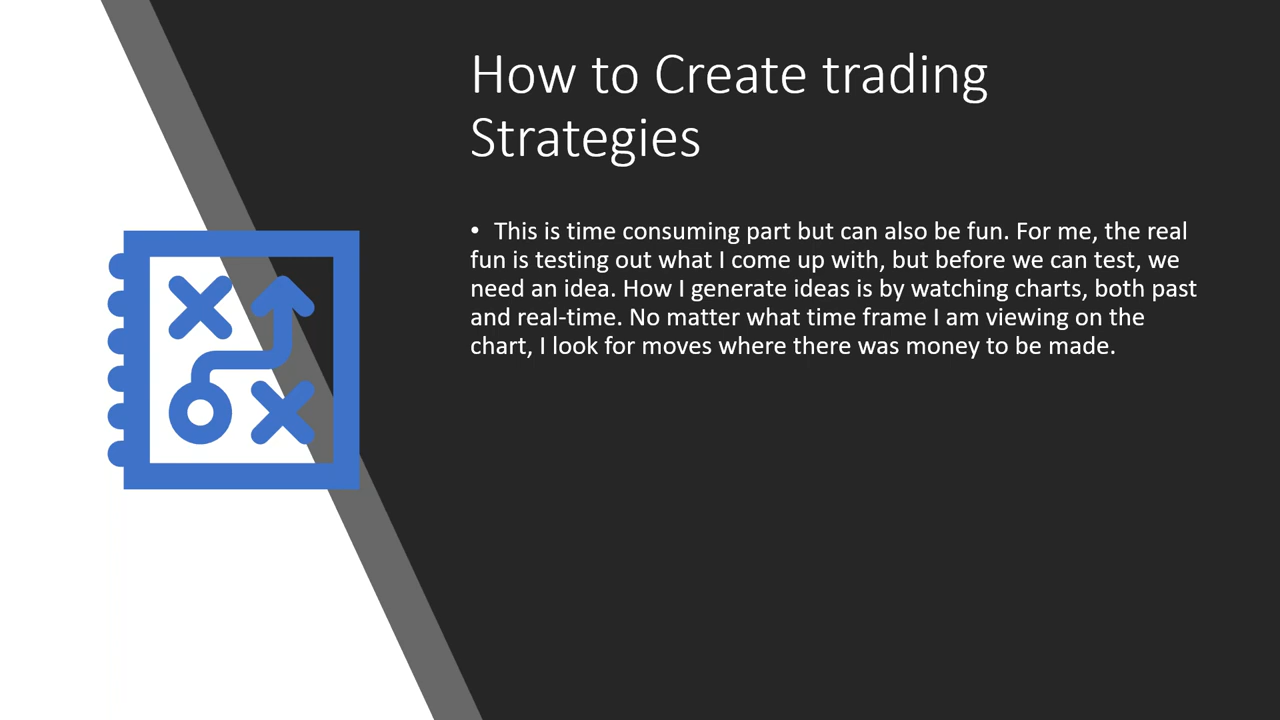 How to Create trading
Strategies
• This is time consuming part but can also be fun. For me, the real
fun is testing out what I come up with, but before we can test, we
need an idea. How I generate ideas is by watching charts, both past
and real-time. No matter what time frame I am viewing on the
chart, I look for moves where there was money to be made.